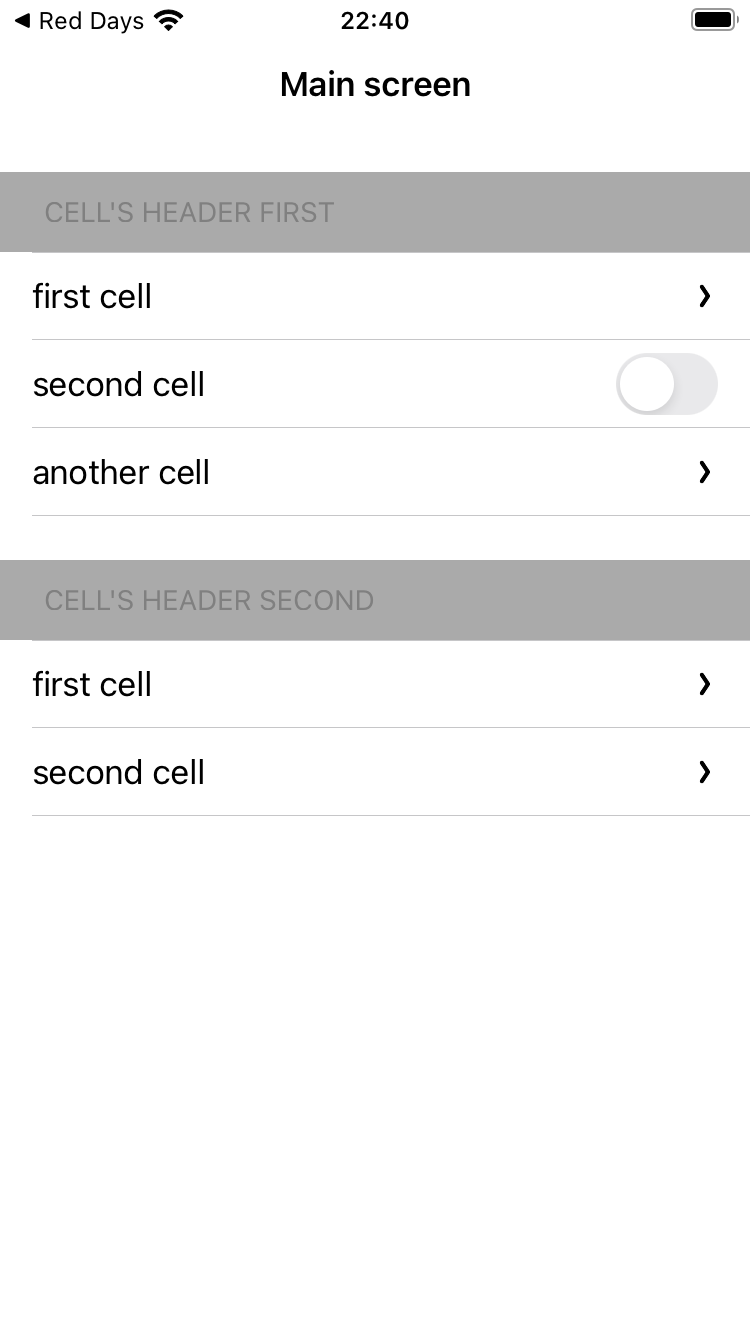 Red Days 22:40
Main screen
CELL'S HEADER FIRST
first cell
second cell
another cell
CELL'S HEADER SECOND
first cell
second cell